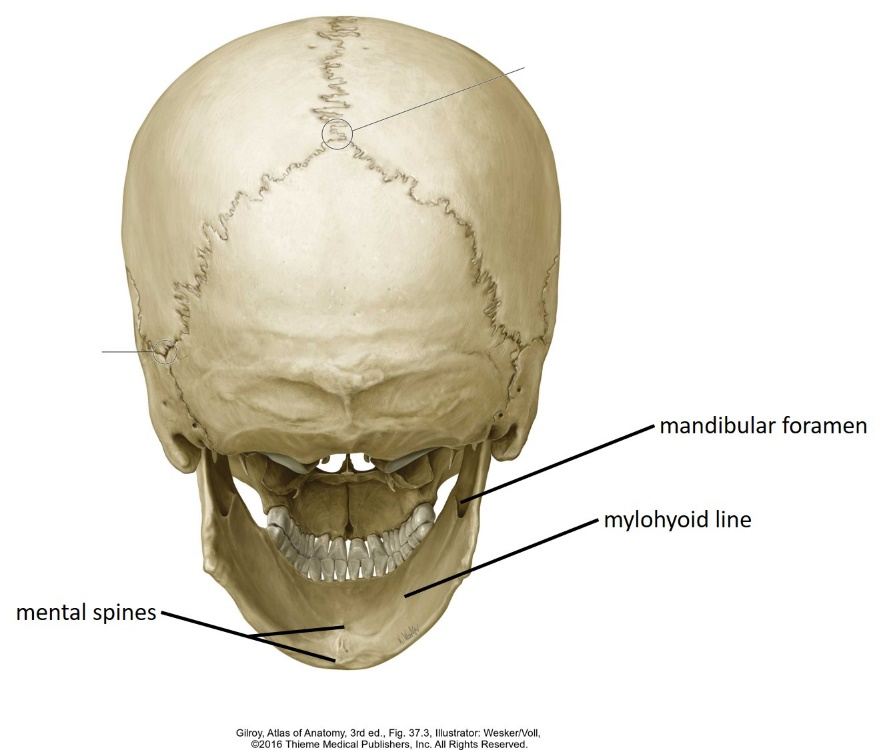 mandibular foramen
mylohyoid line
mental spines
Gilroy, Atlas of Anatomy, 3rd ed., Fig. 37.3, Illustrator: Wesker/Voll,
©2016 Thieme Medical Publishers, Inc. All Rights Reserved.